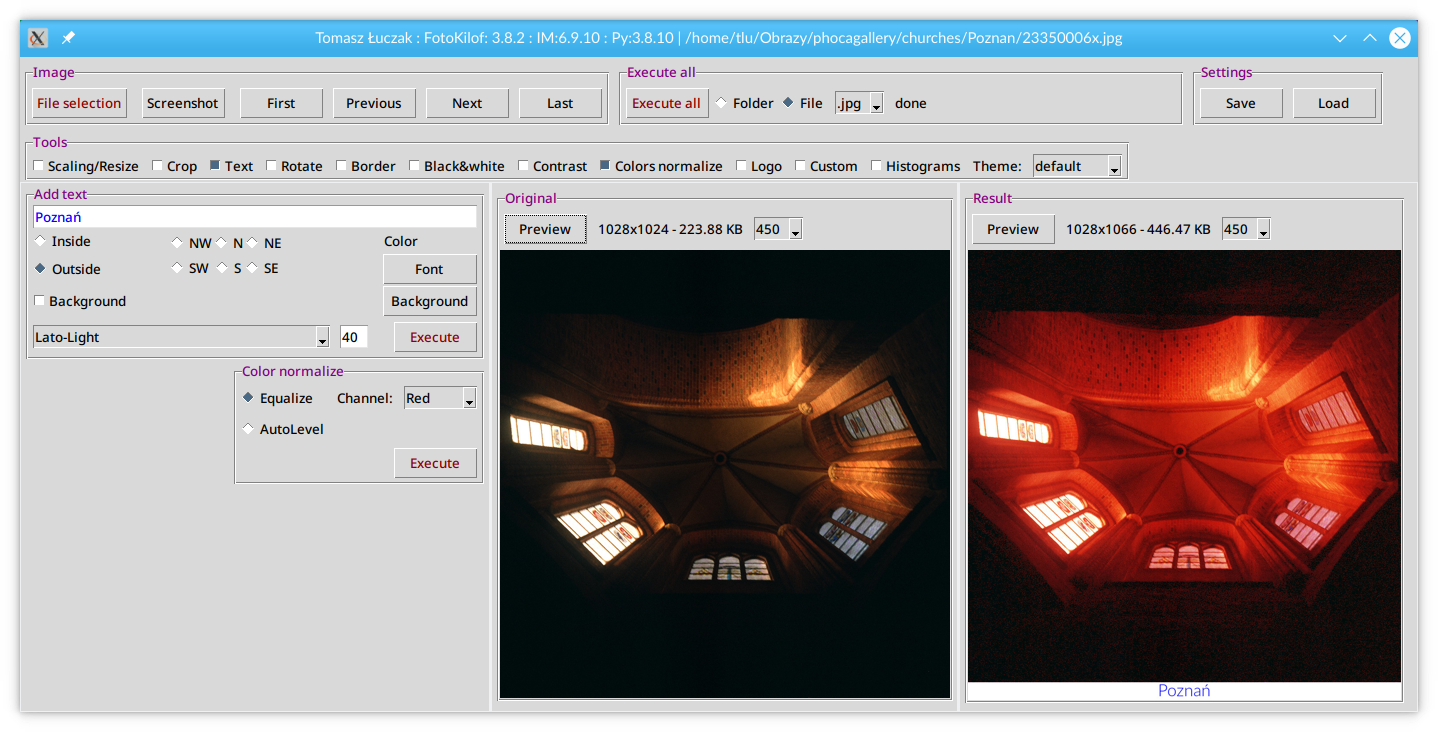 Tomasz Łuczak : FotoKilof: 3.8.2 : IM:6.9.10 : Py:3.8.10 | /home/tlu/Obrazy/phocagallery/churches/Poznan/23350006x.jpg
Image
File selection Screenshot First Previous Next Last
Execute all
Execute all Folder File .jpg done
Settings
Save Load
Tools
Scaling/Resize Crop Text Rotate Border Black&white Contrast Colors normalize Logo Custom Histograms Theme: default
Add text
Poznań
Inside NW N NE Color
Outside SW S SE Font
Background Background
Lato-Light 40 Execute
Color normalize
Equalize Channel: Red
AutoLevel
Execute
Original
Preview 1028x1024 - 223.88 KB 450
Result
Preview 1028x1066 - 446.47 KB 450
Poznań